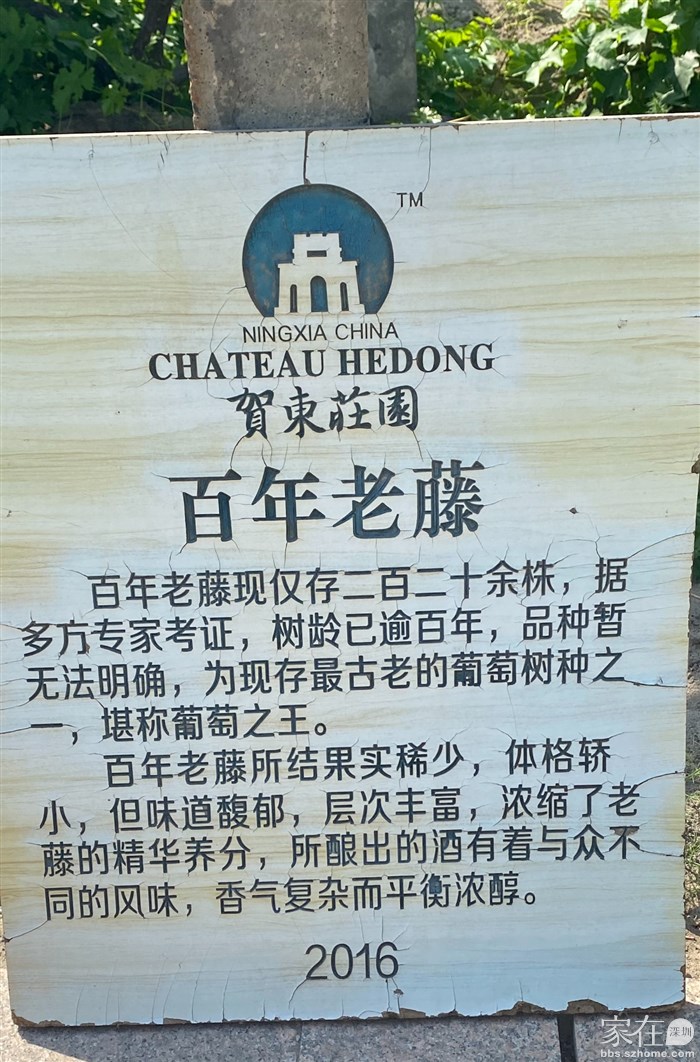 TM
NINGXIA CHINA
CHATEAU HEDONG
賀東莊園
百年老藤
百年老藤现仅存二百二十余株，据
多方专家考证，树龄已逾百年，品种暂
无法明确，为现存最古老的葡萄树种之
一，堪称葡萄之王。
百年老藤所结果实稀少，体格轿
小，但味道馥郁，层次丰富，浓缩了老
藤的精华养分，所酿出的酒有着与众不
同的风味，香气复杂而平衡浓醇。
2016
家在深圳
bbs.szhome.com